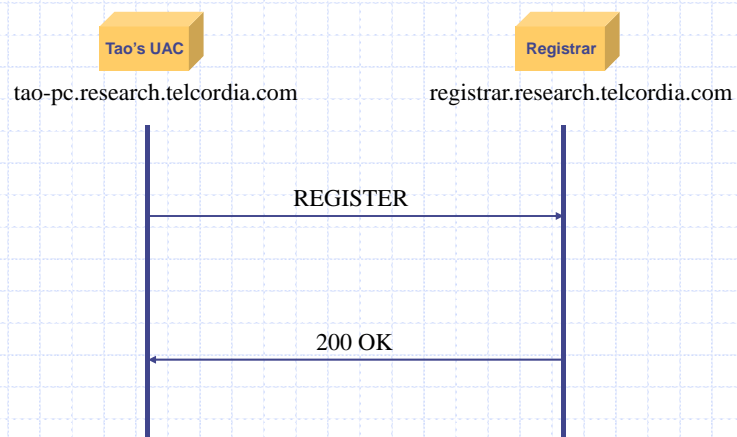 Tao's UAC
Registrar
tao-pc.research.telcordia.com
registrar.research.telcordia.com
REGISTER
200 OK